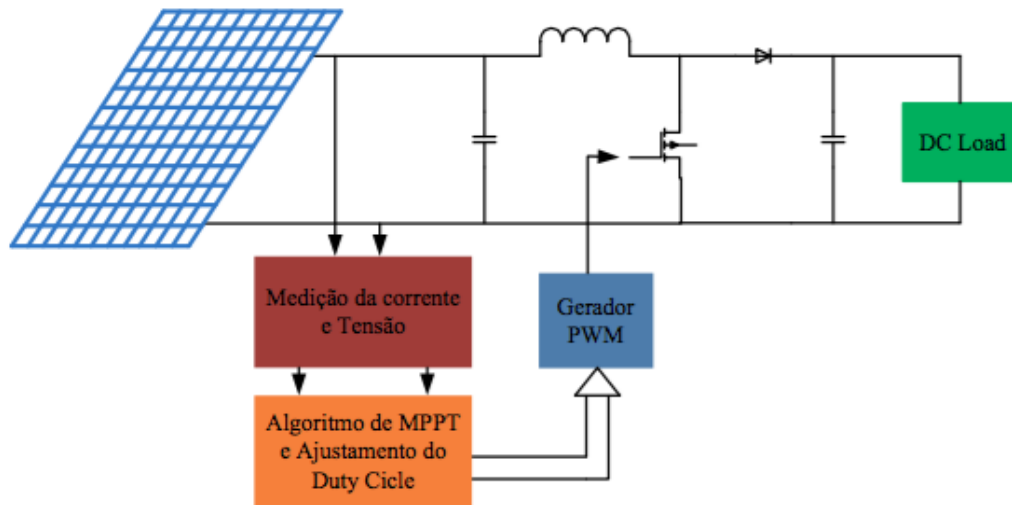 DC Load
Medição da corrente
e Tensão
Gerador
PWM
Algoritmo de MPPT
e Ajustamento do
Duty Cicle